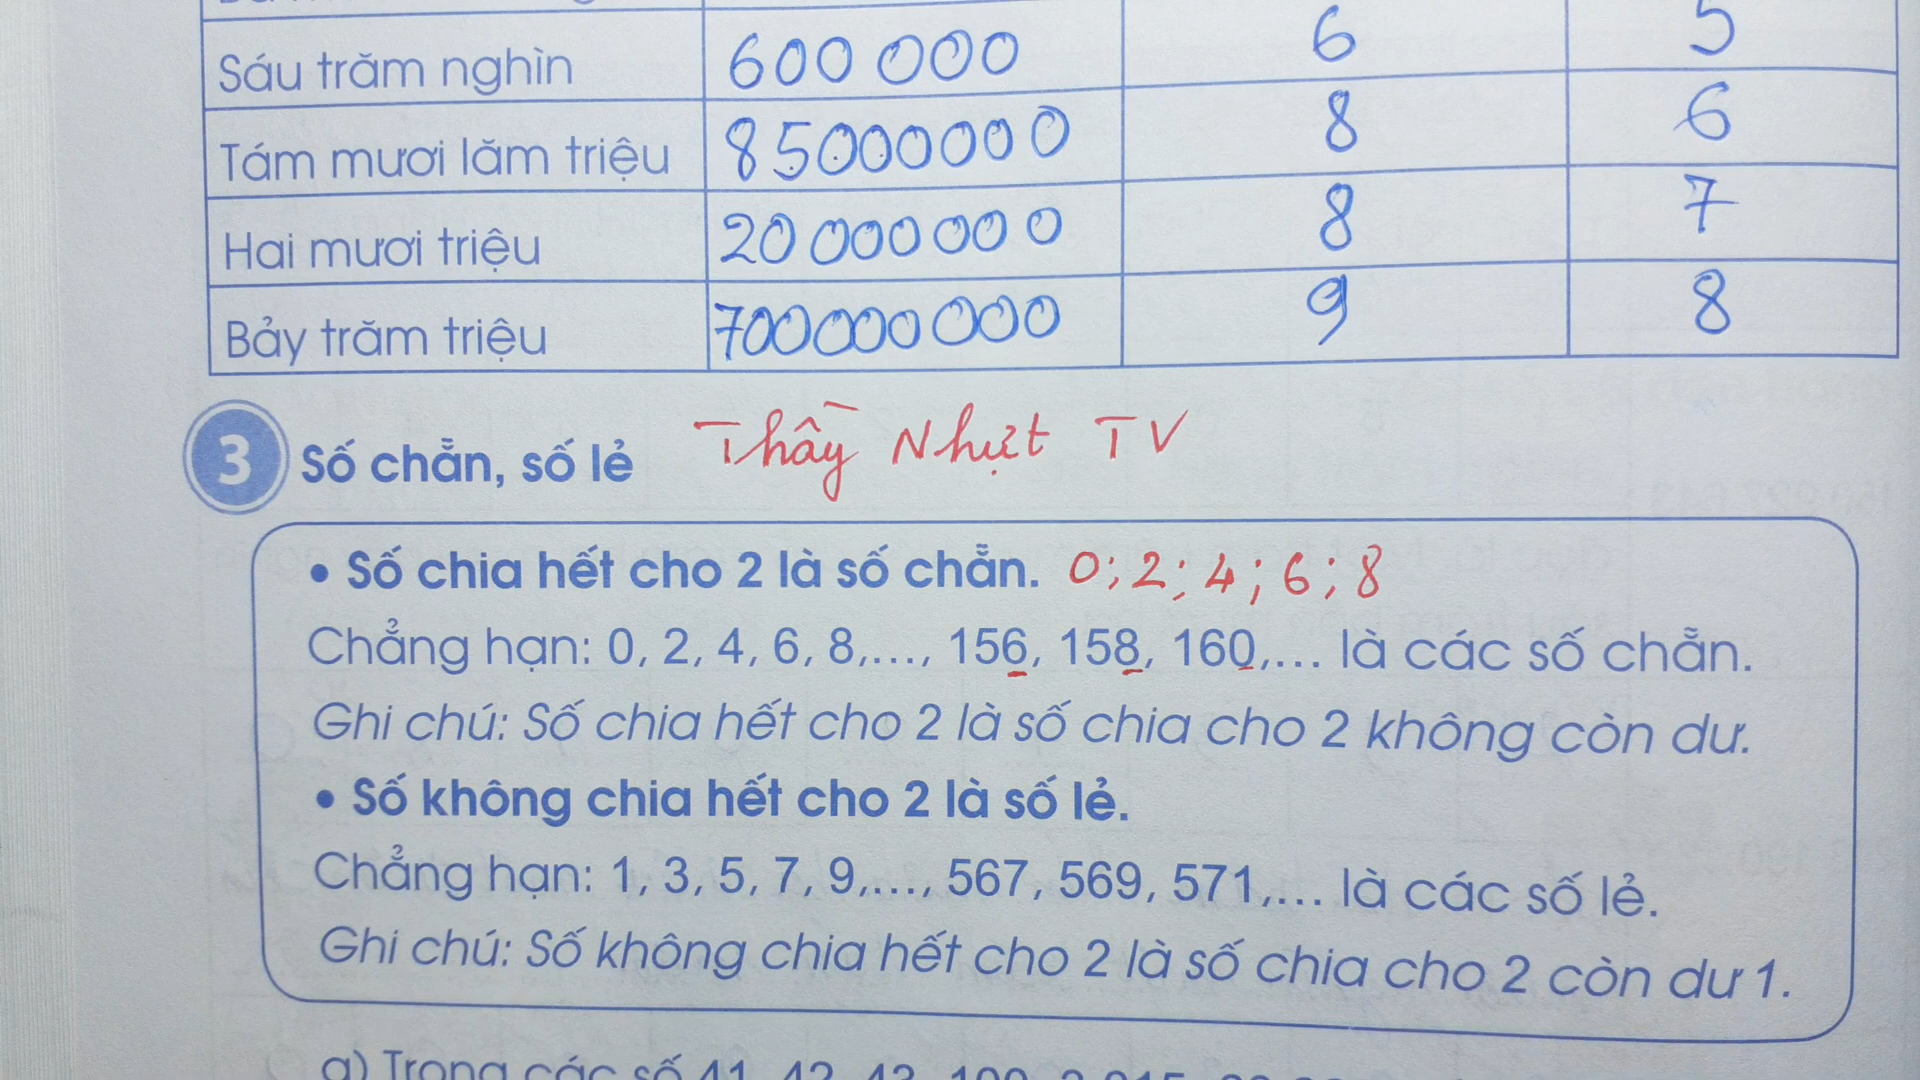 Sáu trăm nghìn 600 000 6 5
Tám mươi lăm triệu 85000000 8 6
Hai mươi triệu 20 000 000 8 7
Bảy trăm triệu 700000000 9 8
3 Số chẵn, số lẻ Thầy Nhựt TV
• Số chia hết cho 2 là số chẵn. 0; 2; 4; 6; 8
Chẳng hạn: 0, 2, 4, 6, 8,..., 156, 158, 160,... là các số chẵn.
Ghi chú: Số chia hết cho 2 là số chia cho 2 không còn dư.
• Số không chia hết cho 2 là số lẻ.
Chẳng hạn: 1, 3, 5, 7, 9,..., 567, 569, 571,... là các số lẻ.
Ghi chú: Số không chia hết cho 2 là số chia cho 2 còn dư 1.
a) Trong các số